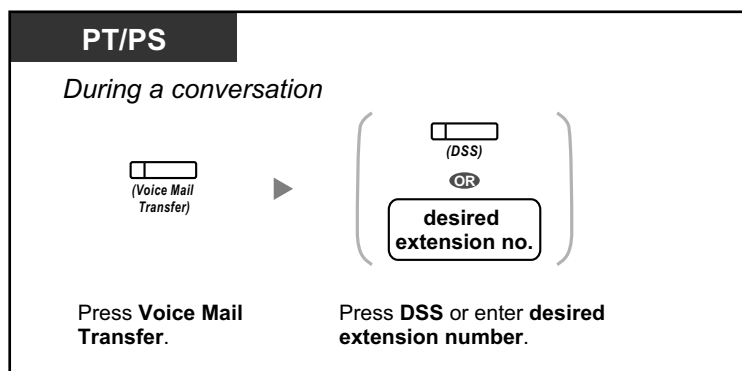 PT/PS
During a conversation
(Voice Mail
Transfer)
(DSS)
OR
desired
extension no.
Press Voice Mail
Transfer.
Press DSS or enter desired
extension number.